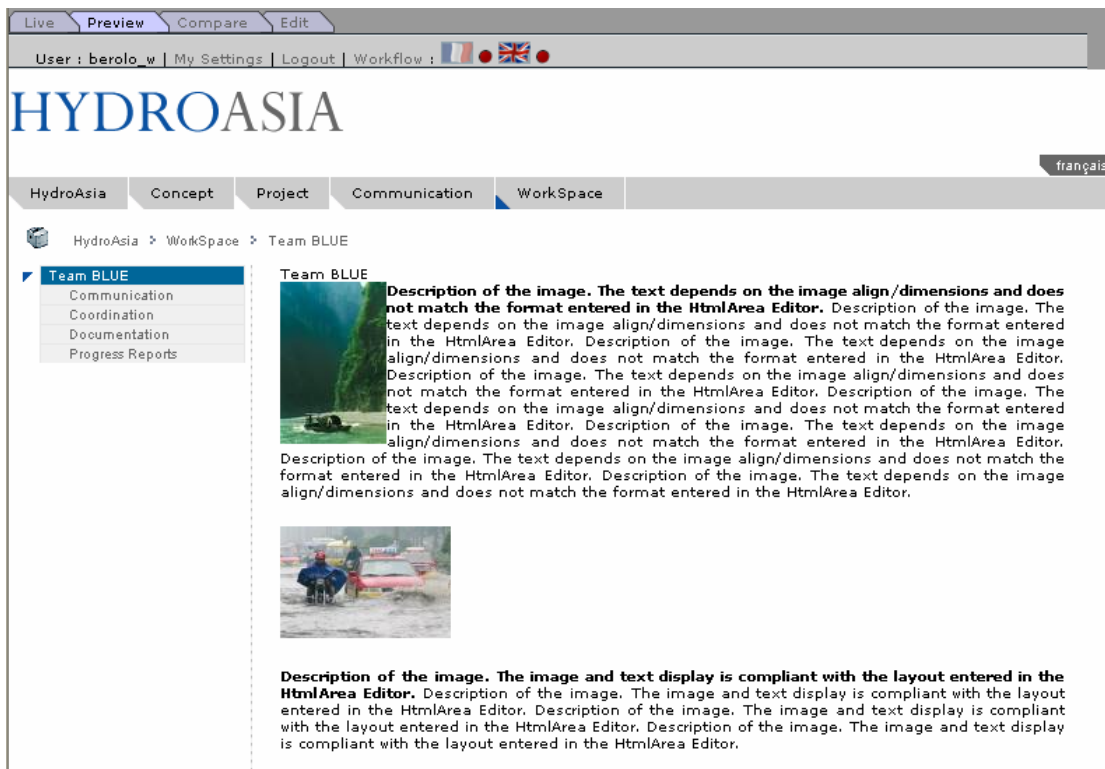 Live Preview Compare Edit
User : berolo_w | My Settings | Logout | Workflow :
HYDROASIA
français
HydroAsia Concept Project Communication WorkSpace
HydroAsia > WorkSpace > Team BLUE
Team BLUE
Communication
Coordination
Documentation
Progress Reports
Team BLUE
Description of the image. The text depends on the image align/dimensions and does
not match the format entered in the HtmlArea Editor. Description of the image. The
text depends on the image align/dimensions and does not match the format entered
in the HtmlArea Editor. Description of the image. The text depends on the image
align/dimensions and does not match the format entered in the HtmlArea Editor.
Description of the image. The text depends on the image align/dimensions and does
not match the format entered in the HtmlArea Editor. Description of the image. The
text depends on the image align/dimensions and does not match the format entered
in the HtmlArea Editor. Description of the image. The text depends on the image
align/dimensions and does not match the format entered in the HtmlArea Editor.
Description of the image. The text depends on the image align/dimensions and does not match the
format entered in the HtmlArea Editor. Description of the image. The text depends on the image
align/dimensions and does not match the format entered in the HtmlArea Editor.
Description of the image. The image and text display is compliant with the layout entered in the
HtmlArea Editor. Description of the image. The image and text display is compliant with the layout
entered in the HtmlArea Editor. Description of the image. The image and text display is compliant
with the layout entered in the HtmlArea Editor. Description of the image. The image and text display
is compliant with the layout entered in the HtmlArea Editor.